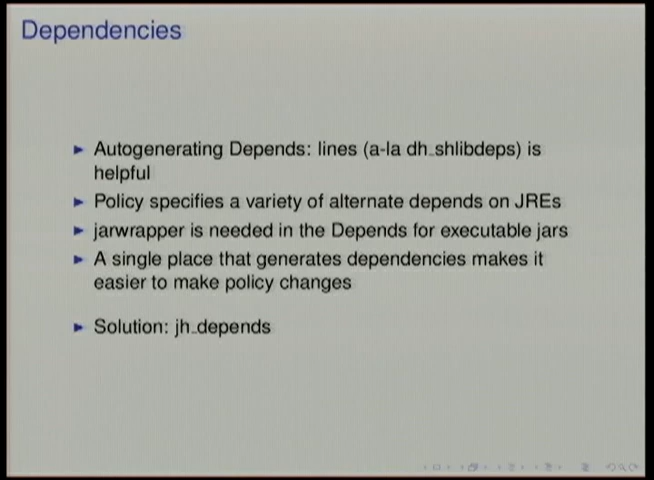 Dependencies
Autogenerating Depends: lines (a-la dh_shlibdeps) is
helpful
Policy specifies a variety of alternate depends on JREs
jarwrapper is needed in the Depends for executable jars
A single place that generates dependencies makes it
easier to make policy changes
Solution: jh_depends